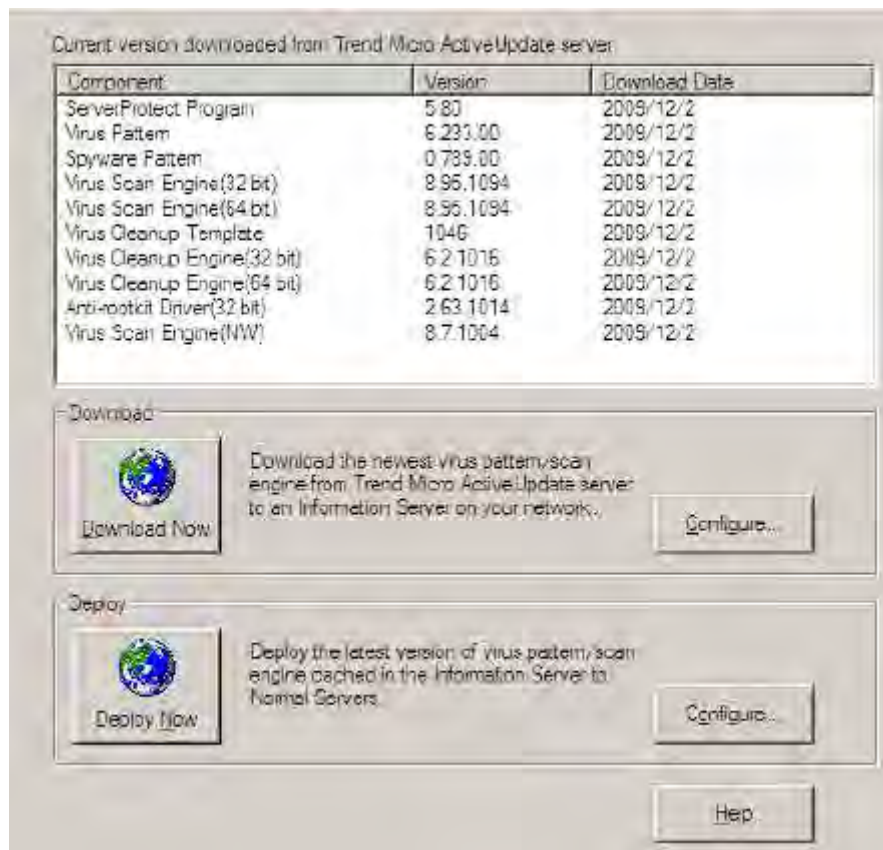 Current version downloaded from Trend Micro ActiveUpdate server
Component Version Download Date
ServerProtect Program 5.80 2009/12/2
Virus Pattern 2009/12/2
Spyware Pattern 2009/12/2
Virus Scan Engine(32 bit) 8.95.1094 2009/12/2
Virus Scan Engine(64 bit) 8.95.1094 2009/12/2
Virus Cleanup Template 1046 2009/12/2
Virus Cleanup Engine(32 bit) 6.2.1016 2009/12/2
Virus Cleanup Engine(64 bit) 6.2.1016 2009/12/2
Anti-rootkit Driver(32 bit) 2.63.1014 2009/12/2
Virus Scan Engine(NW) 8.7.1004 2009/12/2
Download
Download the newest virus pattern/scan
engine from Trend Micro ActiveUpdate server
to an Information Server on your network.
Download Now
Configure...
Deploy
Deploy the latest version of virus pattern/scan
engine cached in the Information Server to
Normal Servers.
Deploy Now
Configure...
Help